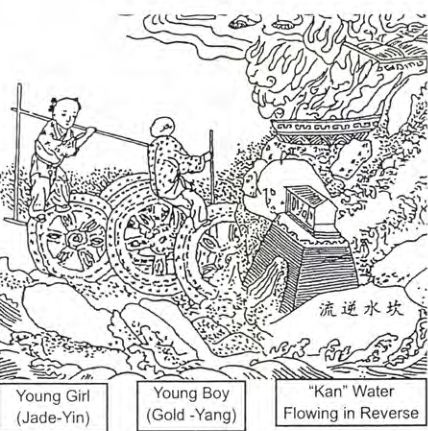 流逆水坎
Young Girl
(Jade-Yin)
Young Boy
(Gold -Yang)
"Kan" Water
Flowing in Reverse